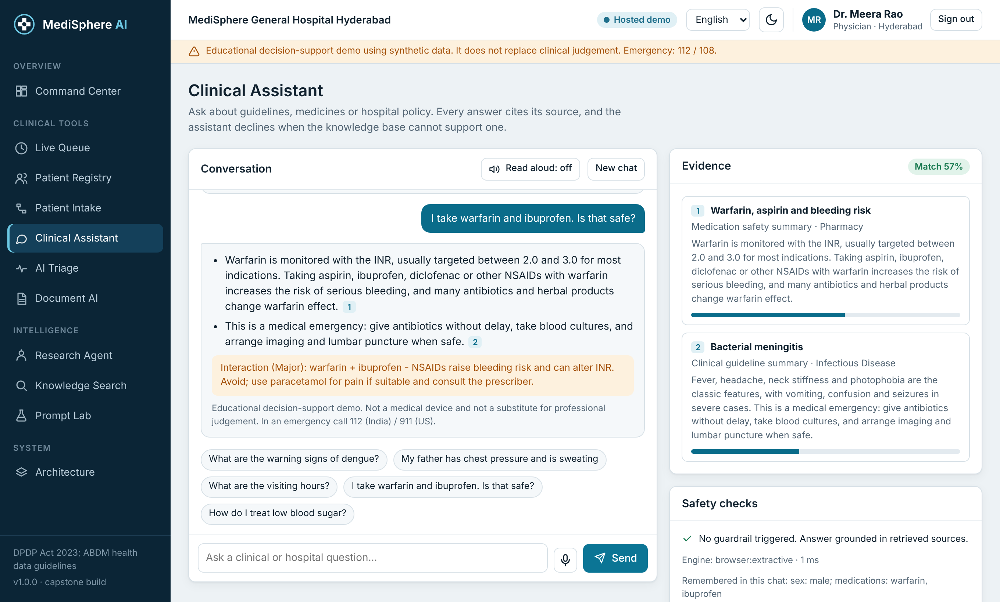 MediSphere AI
OVERVIEW
Command Center
CLINICAL TOOLS
Live Queue
Patient Registry
Patient Intake
Clinical Assistant
AI Triage
Document AI
INTELLIGENCE
Research Agent
Knowledge Search
Prompt Lab
SYSTEM
Architecture
DPDP Act 2023; ABDM health
data guidelines
v1.0.0 · capstone build
MediSphere General Hospital Hyderabad
Hosted demo
English
MR
Dr. Meera Rao
Physician · Hyderabad
Sign out
Educational decision-support demo using synthetic data. It does not replace clinical judgement. Emergency: 112 / 108.
Clinical Assistant
Ask about guidelines, medicines or hospital policy. Every answer cites its source, and the
assistant declines when the knowledge base cannot support one.
Conversation
Read aloud: off
New chat
I take warfarin and ibuprofen. Is that safe?
• Warfarin is monitored with the INR, usually targeted between 2.0 and 3.0 for most
indications. Taking aspirin, ibuprofen, diclofenac or other NSAIDs with warfarin
increases the risk of serious bleeding, and many antibiotics and herbal products
change warfarin effect. 1
• This is a medical emergency: give antibiotics without delay, take blood cultures, and
arrange imaging and lumbar puncture when safe. 2
Interaction (Major): warfarin + ibuprofen - NSAIDs raise bleeding risk and can alter INR.
Avoid; use paracetamol for pain if suitable and consult the prescriber.
Educational decision-support demo. Not a medical device and not a substitute for professional
judgement. In an emergency call 112 (India) / 911 (US).
What are the warning signs of dengue?
My father has chest pressure and is sweating
What are the visiting hours?
I take warfarin and ibuprofen. Is that safe?
How do I treat low blood sugar?
Ask a clinical or hospital question...
Send
Evidence
Match 57%
1 Warfarin, aspirin and bleeding risk
Medication safety summary · Pharmacy
Warfarin is monitored with the INR, usually targeted between
2.0 and 3.0 for most indications. Taking aspirin, ibuprofen,
diclofenac or other NSAIDs with warfarin increases the risk of
serious bleeding, and many antibiotics and herbal products
change warfarin effect.
2 Bacterial meningitis
Clinical guideline summary · Infectious Disease
Fever, headache, neck stiffness and photophobia are the
classic features, with vomiting, confusion and seizures in
severe cases. This is a medical emergency: give antibiotics
without delay, take blood cultures, and arrange imaging and
lumbar puncture when safe.
Safety checks
No guardrail triggered. Answer grounded in retrieved sources.
Engine: browser:extractive · 1 ms
Remembered in this chat: sex: male; medications: warfarin,
ibuprofen